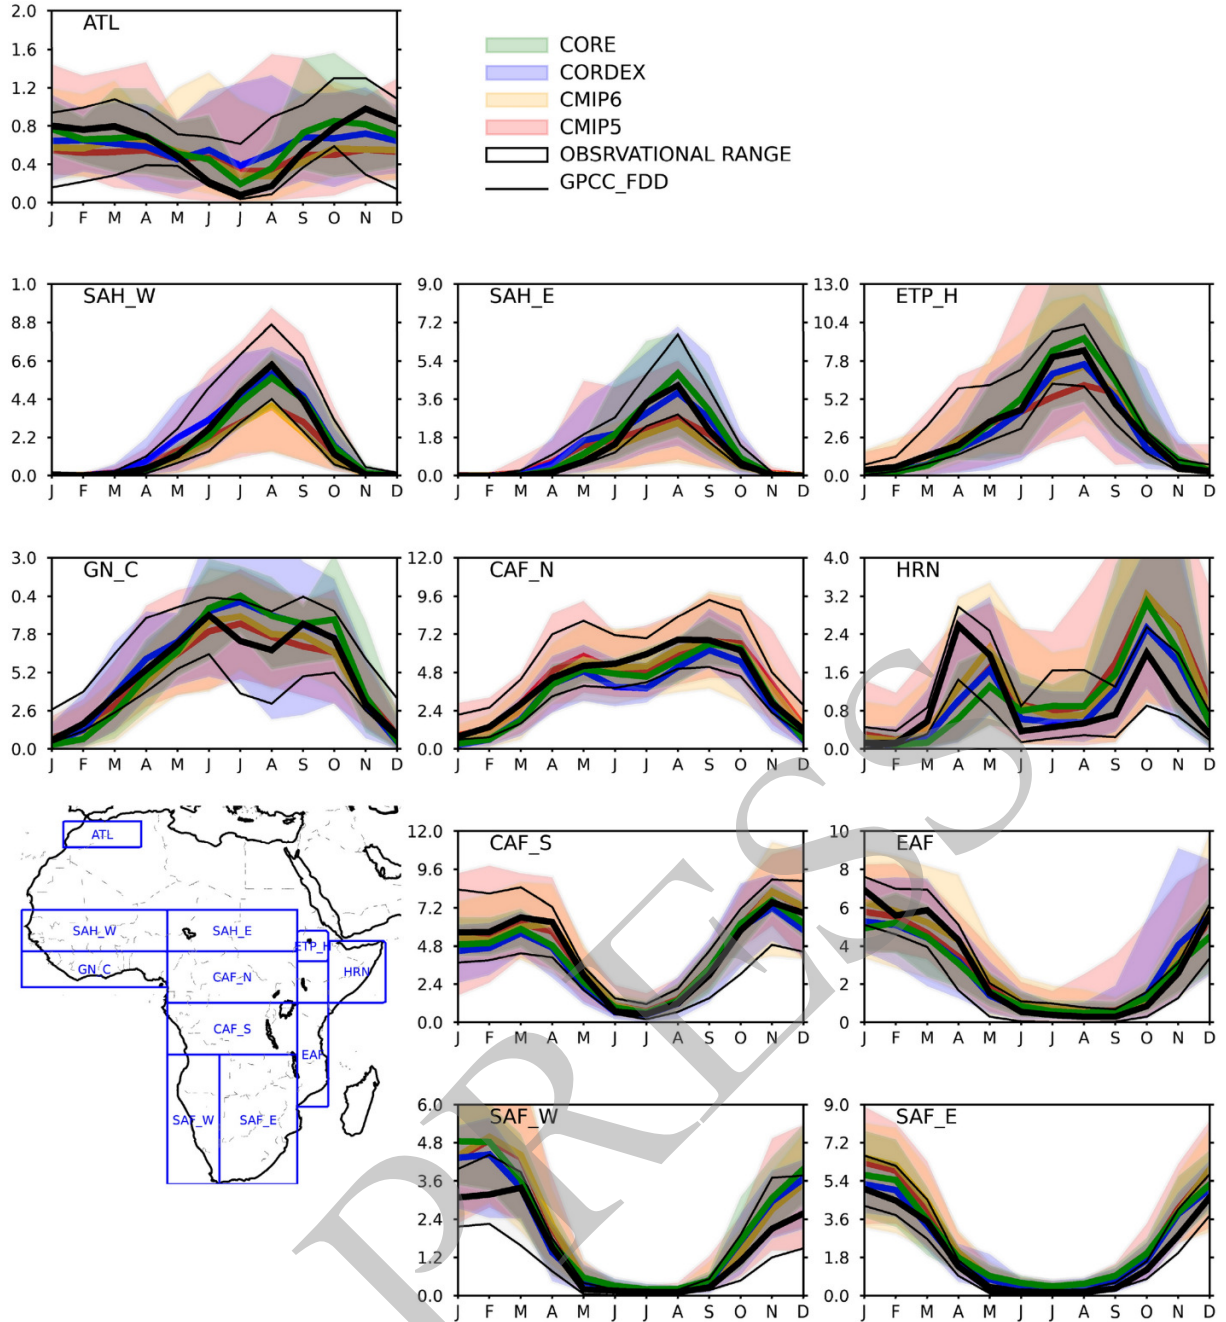 ATL
2.0
1.6
1.2
0.8
0.4
0.0
J F M A M J J A S O N D
CORE
CORDEX
CMIP6
CMIP5
OBSRVATIONAL RANGE
GPCC_FDD
SAH_W
1.0
8.8
6.6
4.4
2.2
0.0
J F M A M J J A S O N D
SAH_E
9.0
7.2
5.4
3.6
1.8
0.0
J F M A M J J A S O N D
ETP_H
13.0
10.4
7.8
5.2
2.6
0.0
J F M A M J J A S O N D
GN_C
3.0
0.4
7.8
5.2
2.6
0.0
J F M A M J J A S O N D
CAF_N
12.0
9.6
7.2
4.8
2.4
0.0
J F M A M J J A S O N D
HRN
4.0
3.2
2.4
1.6
0.8
0.0
J F M A M J J A S O N D
ATL
SAH_W
SAH_E
ETP_H
GN_C
CAF_N
HRN
CAF_S
EAF
SAF_W
SAF_E
CAF_S
12.0
9.6
7.2
4.8
2.4
0.0
J F M A M J J A S O N D
EAF
10
8
6
4
2
0
J F M A M J J A S O N D
SAF_W
6.0
4.8
3.6
2.4
1.2
0.0
J F M A M J J A S O N D
SAF_E
9.0
7.2
5.4
3.6
1.8
0.0
J F M A M J J A S O N D
PRESS